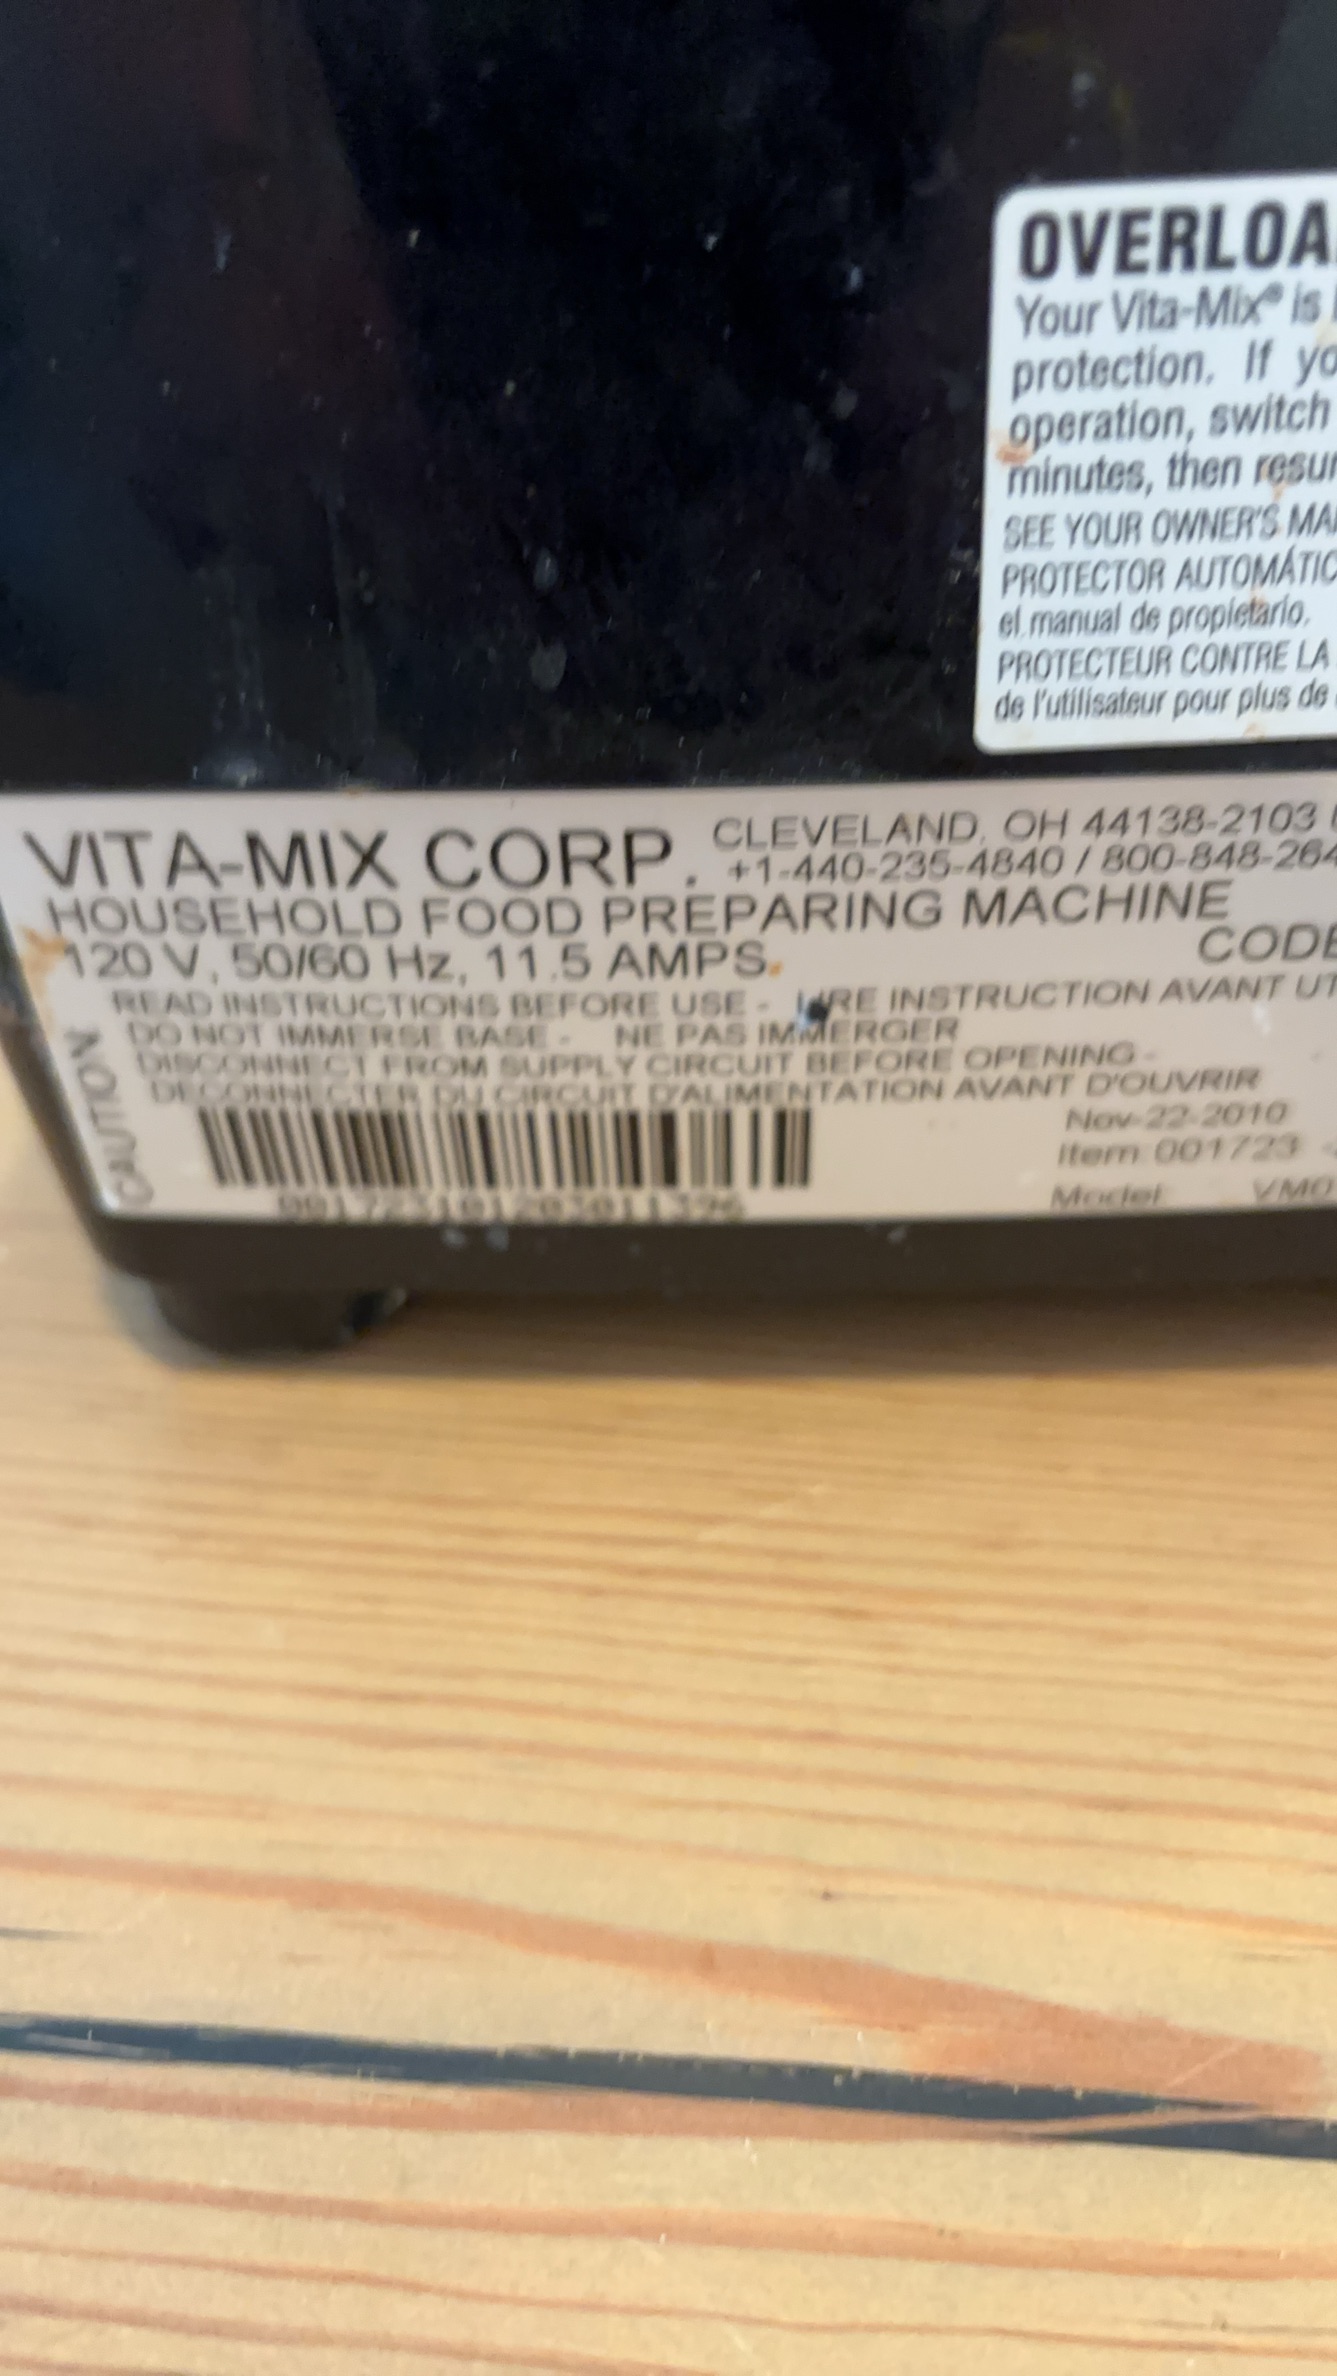 OVERLOA
Your Vita-Mix® is
protection. If yo
operation, switch
minutes, then resu
SEE YOUR OWNER'S MA
PROTECTOR AUTOMÁTIC
el manual de propietario.
PROTECTEUR CONTRE LA
de l'utilisateur pour plus de
VITA-MIX CORP. CLEVELAND, OH 44138-2103
+1-440-235-4840 / 800-848-264
HOUSEHOLD FOOD PREPARING MACHINE
120 V, 50/60 Hz, 11.5 AMPS. CODE
CAUTION
READ INSTRUCTIONS BEFORE USE - LIRE INSTRUCTION AVANT UT
DO NOT IMMERSE BASE - NE PAS IMMERGER
DISCONNECT FROM SUPPLY CIRCUIT BEFORE OPENING -
DECONNECTER DU CIRCUIT D'ALIMENTATION AVANT D'OUVRIR
Nov-22-2010
Item: 001723
Model: VM0